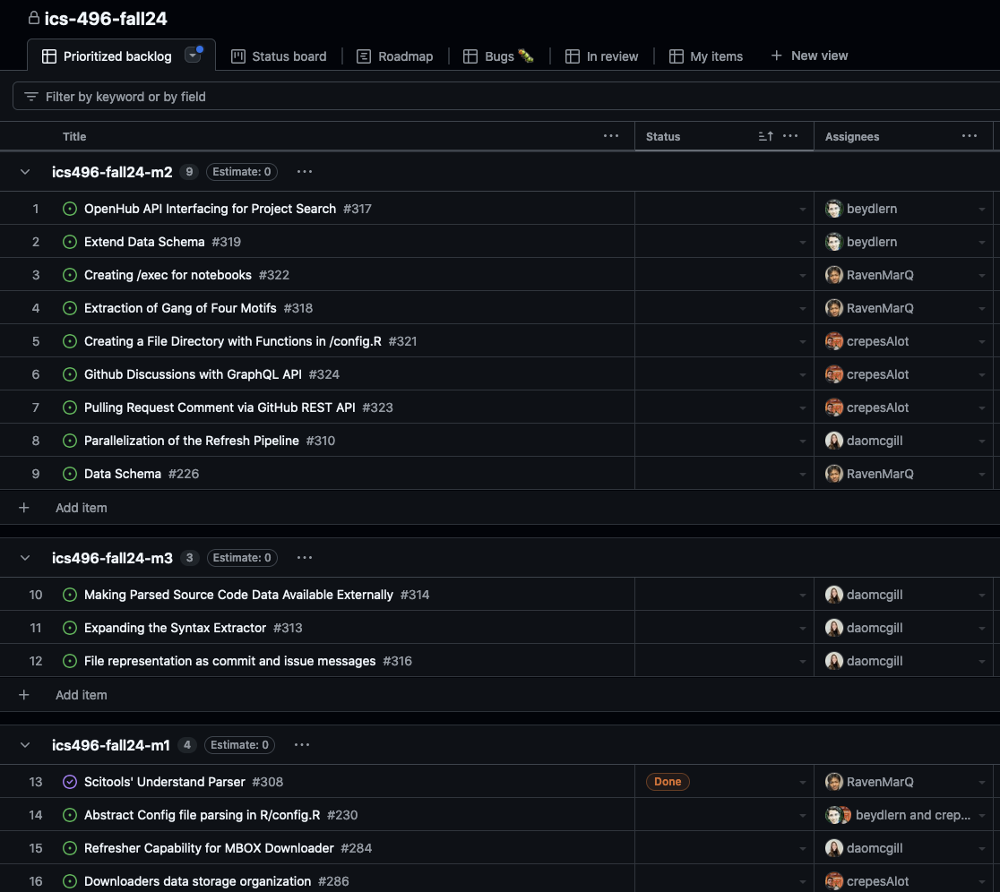 ics-496-fall24
Prioritized backlog Status board Roadmap Bugs 🐛 In review My items + New view
Filter by keyword or by field
Title ... Status ... Assignees ...
ics496-fall24-m2 9 Estimate: 0 ...
1 OpenHub API Interfacing for Project Search #317 beydlern
2 Extend Data Schema #319 beydlern
3 Creating /exec for notebooks #322 RavenMarQ
4 Extraction of Gang of Four Motifs #318 RavenMarQ
5 Creating a File Directory with Functions in /config.R #321 crepesAlot
6 Github Discussions with GraphQL API #324 crepesAlot
7 Pulling Request Comment via GitHub REST API #323 crepesAlot
8 Parallelization of the Refresh Pipeline #310 daomcgill
9 Data Schema #226 RavenMarQ
+ Add item
ics496-fall24-m3 3 Estimate: 0 ...
10 Making Parsed Source Code Data Available Externally #314 daomcgill
11 Expanding the Syntax Extractor #313 daomcgill
12 File representation as commit and issue messages #316 daomcgill
+ Add item
ics496-fall24-m1 4 Estimate: 0 ...
13 Scitools' Understand Parser #308 Done RavenMarQ
14 Abstract Config file parsing in R/config.R #230 beydlern and crep...
15 Refresher Capability for MBOX Downloader #284 daomcgill
16 Downloaders data storage organization #286 crepesAlot